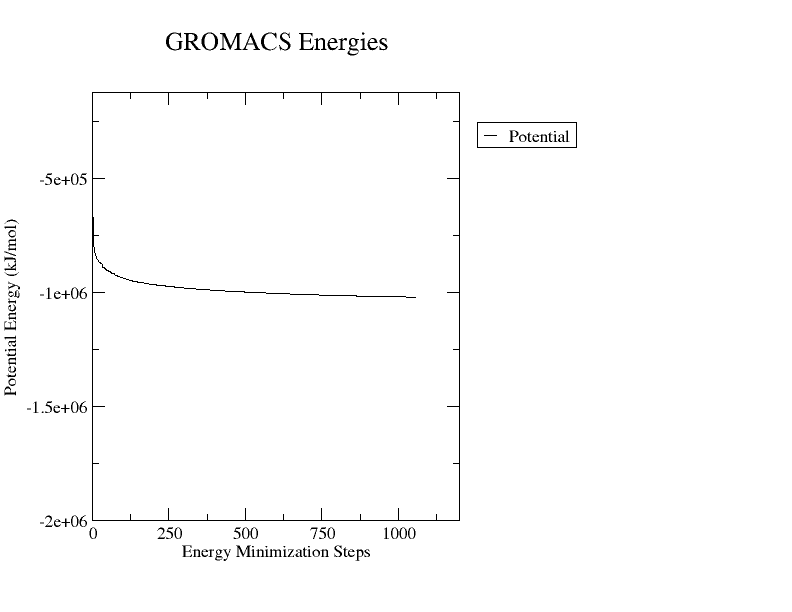 GROMACS Energies
Potential
-5e+05
-1e+06
-1.5e+06
-2e+06
Potential Energy (kJ/mol)
0 250 500 750 1000
Energy Minimization Steps